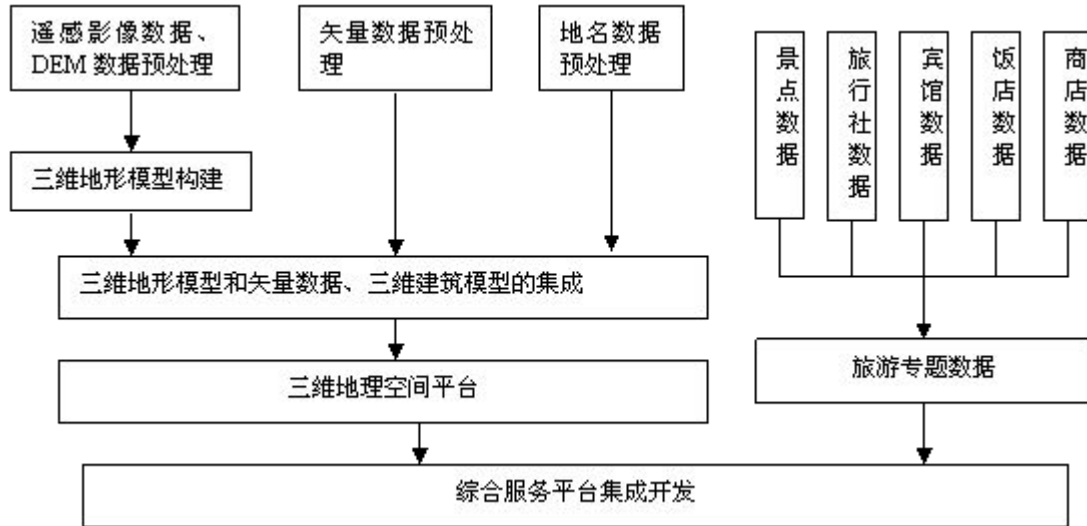 遥感影像数据、
DEM 数据预处理
矢量数据预处
理
地名数据
预处理
景点数据
旅行社数据
宾馆数据
饭店数据
商店数据
三维地形模型构建
三维地形模型和矢量数据、三维建筑模型的集成
三维地理空间平台
旅游专题数据
综合服务平台集成开发